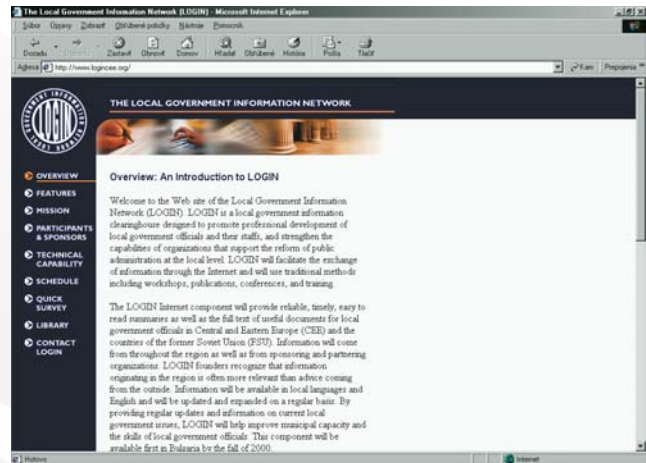 The Local Government Information Network (LOGIN) - Microsoft Internet Explorer
Súbor Úpravy Zobraziť Obľúbené položky Nástroje Pomocník
Dozadu Zastaviť Obnoviť Domov Hľadať Obľúbené História Pošta Tlačiť
Adresa http://www.logincee.org/ Kam Prepojenia »
LOGIN
THE LOCAL GOVERNMENT INFORMATION NETWORK
OVERVIEW
FEATURES
MISSION
PARTICIPANTS
& SPONSORS
TECHNICAL
CAPABILITY
SCHEDULE
QUICK
SURVEY
LIBRARY
CONTACT
LOGIN
Overview: An Introduction to LOGIN
Welcome to the Web site of the Local Government Information
Network (LOGIN). LOGIN is a local government information
clearinghouse designed to promote professional development of
local government officials and their staffs, and strengthen the
capabilities of organizations that support the reform of public
administration at the local level. LOGIN will facilitate the exchange
of information through the Internet and will use traditional methods
including workshops, publications, conferences, and training.
The LOGIN Internet component will provide reliable, timely, easy to
read summaries as well as the full text of useful documents for local
government officials in Central and Eastern Europe (CEE) and the
countries of the former Soviet Union (FSU). Information will come
from throughout the region as well as from sponsoring and partnering
organizations. LOGIN founders recognize that information
originating in the region is often more relevant than advice coming
from the outside. Information will be available in local languages and
English and will be updated and expanded on a regular basis. By
providing regular updates and information on current local
government issues, LOGIN will help improve municipal capacity and
the skills of local government officials. This component will be
available first in Bulgaria by the fall of 2000.
Hotovo Internet